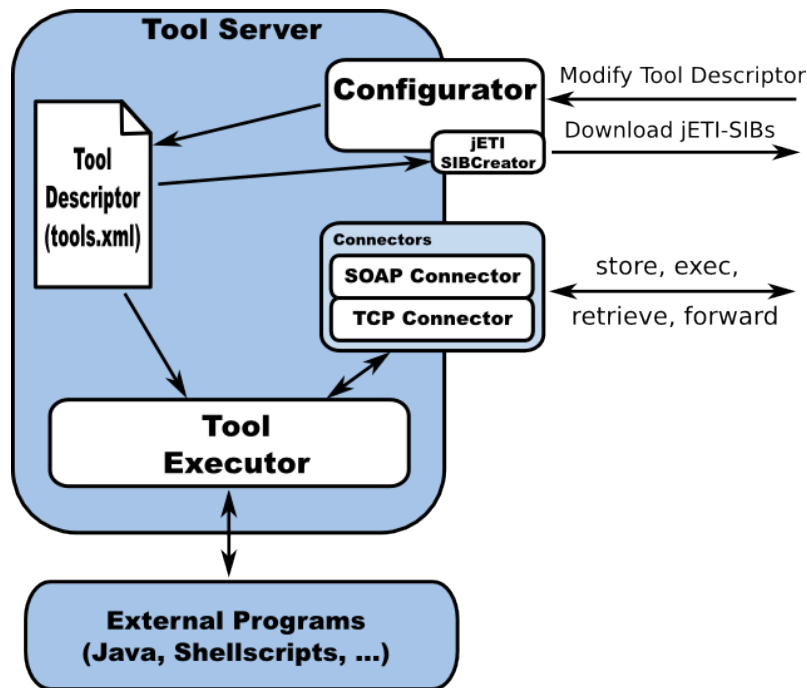 Tool Server
Configurator
Modify Tool Descriptor
jETI
SIBCreator
Download jETI-SIBs
Tool
Descriptor
(tools.xml)
Connectors
SOAP Connector
TCP Connector
store, exec,
retrieve, forward
Tool
Executor
External Programs
(Java, Shellscripts, ...)